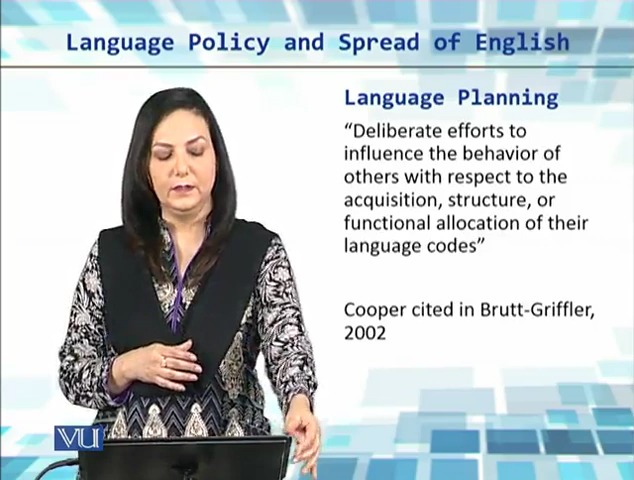 Language Policy and Spread of English
Language Planning
“Deliberate efforts to
influence the behavior of
others with respect to the
acquisition, structure, or
functional allocation of their
language codes”
Cooper cited in Brutt-Griffler,
2002
VU